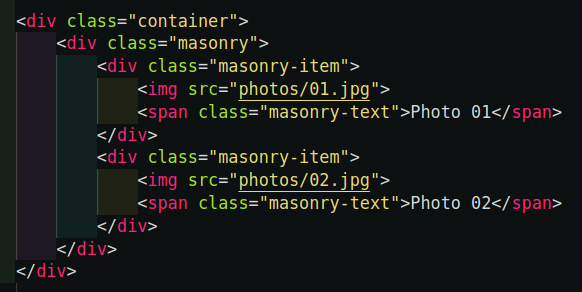 <div class="container">
<div class="masonry">
<div class="masonry-item">
<img src="photos/01.jpg">
<span class="masonry-text">Photo 01</span>
</div>
<div class="masonry-item">
<img src="photos/02.jpg">
<span class="masonry-text">Photo 02</span>
</div>
</div>
</div>